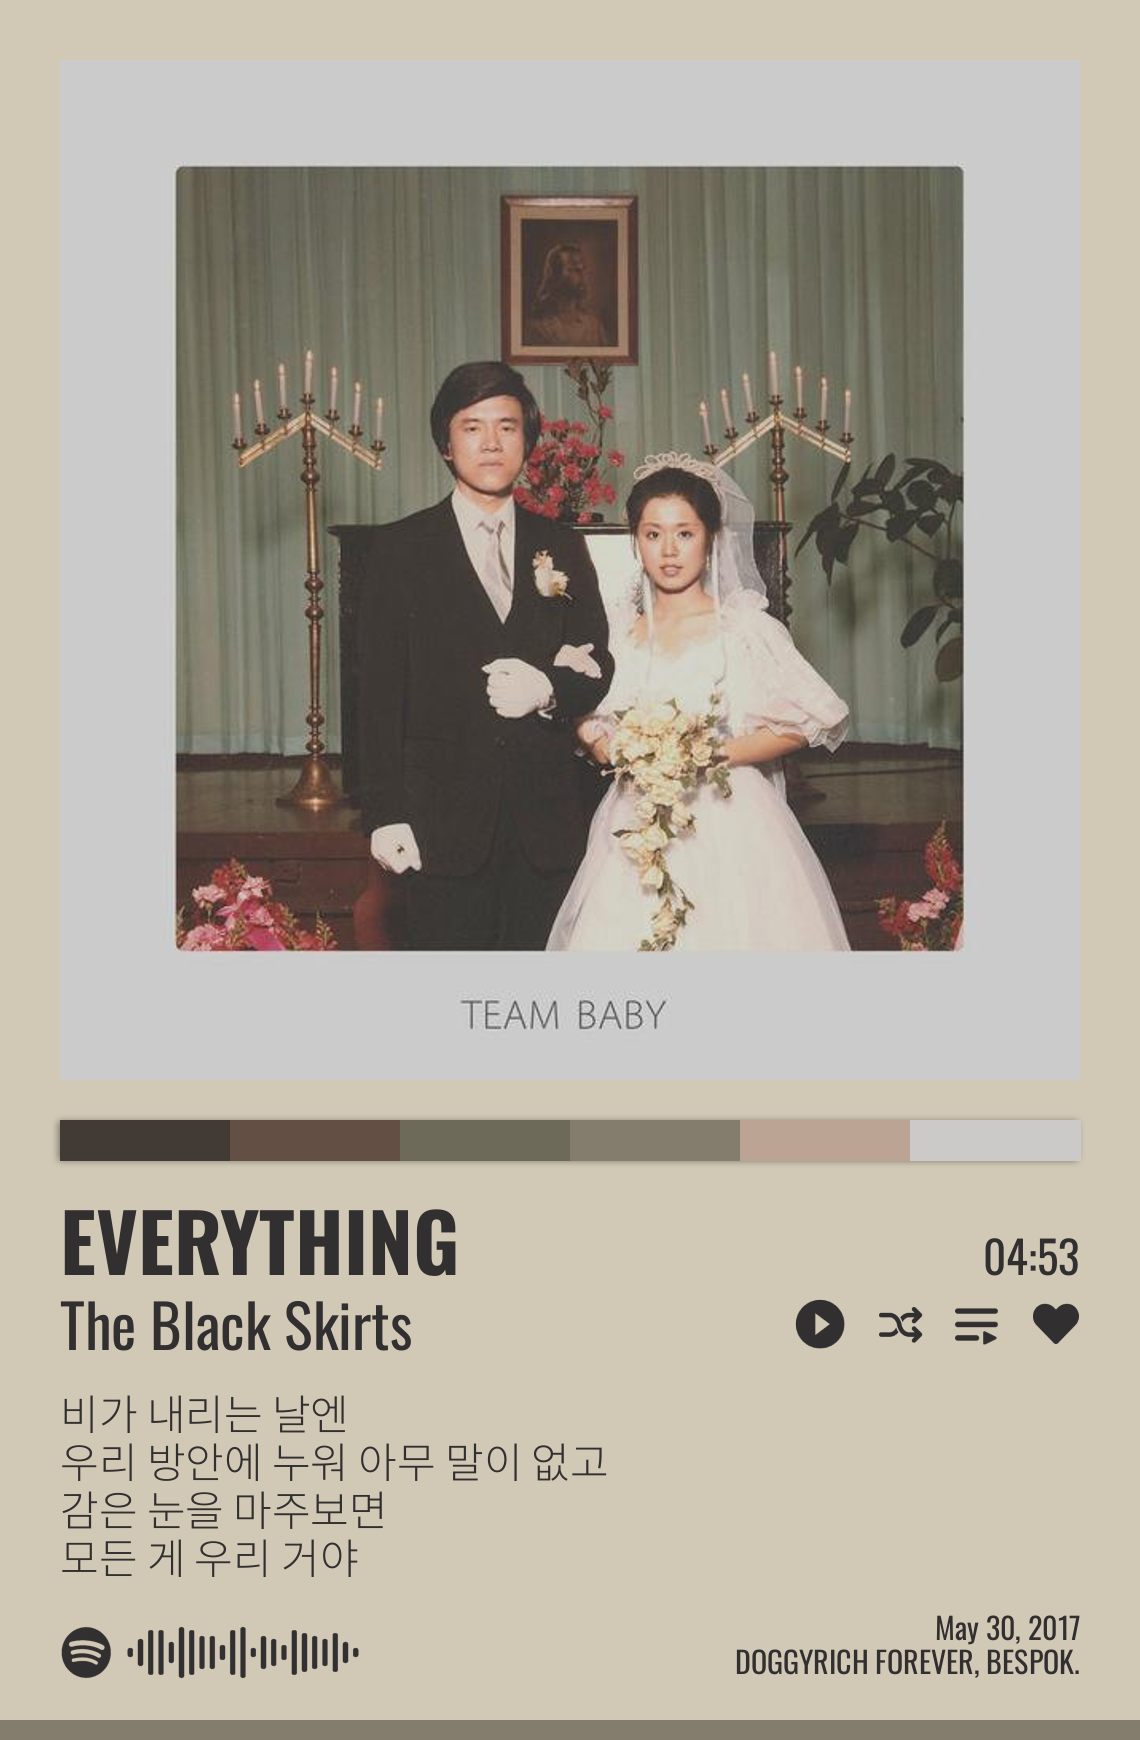 TEAM BABY
EVERYTHING
04:53
The Black Skirts
비가 내리는 날엔
우리 방안에 누워 아무 말이 없고
감은 눈을 마주보면
모든 게 우리 거야
May 30, 2017
DOGGYRICH FOREVER, BESPOK.